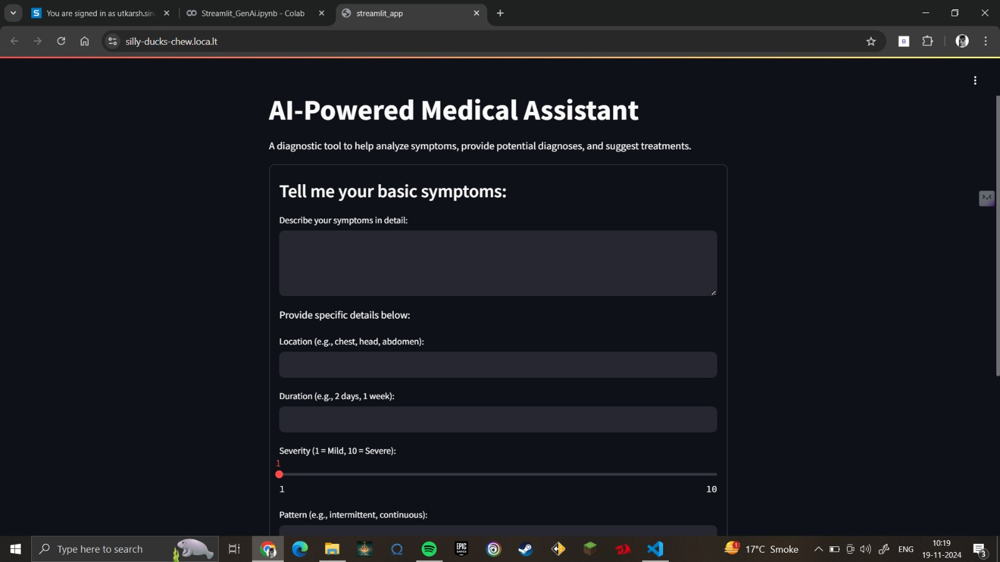 You are signed in as utkarsh.sin
Streamlit_GenAi.ipynb - Colab
streamlit_app
silly-ducks-chew.loca.lt
B
AI-Powered Medical Assistant
A diagnostic tool to help analyze symptoms, provide potential diagnoses, and suggest treatments.
Tell me your basic symptoms:
Describe your symptoms in detail:
Provide specific details below:
Location (e.g., chest, head, abdomen):
Duration (e.g., 2 days, 1 week):
Severity (1 = Mild, 10 = Severe):
1
1 10
Pattern (e.g., intermittent, continuous):
Type here to search
EPIC GAMES
1
17°C Smoke
ENG
10:19
19-11-2024
3